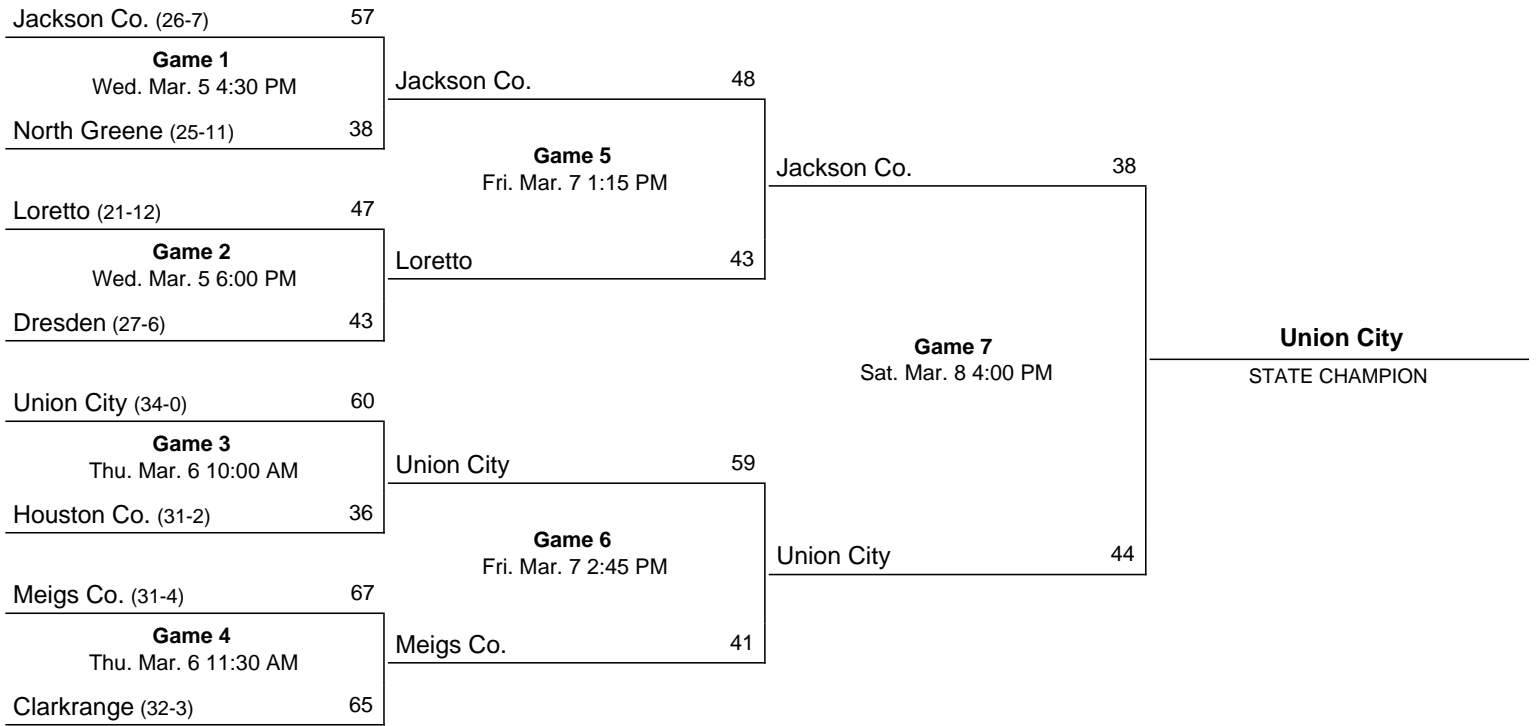 Jackson Co. (26-7) 57
Game 1
Wed. Mar. 5 4:30 PM
North Greene (25-11) 38
Loretto (21-12) 47
Game 2
Wed. Mar. 5 6:00 PM
Dresden (27-6) 43
Union City (34-0) 60
Game 3
Thu. Mar. 6 10:00 AM
Houston Co. (31-2) 36
Meigs Co. (31-4) 67
Game 4
Thu. Mar. 6 11:30 AM
Clarkrange (32-3) 65
Jackson Co. 48
Game 5
Fri. Mar. 7 1:15 PM
Loretto 43
Union City 59
Game 6
Fri. Mar. 7 2:45 PM
Meigs Co. 41
Jackson Co. 38
Game 7
Sat. Mar. 8 4:00 PM
Union City 44
Union City
STATE CHAMPION